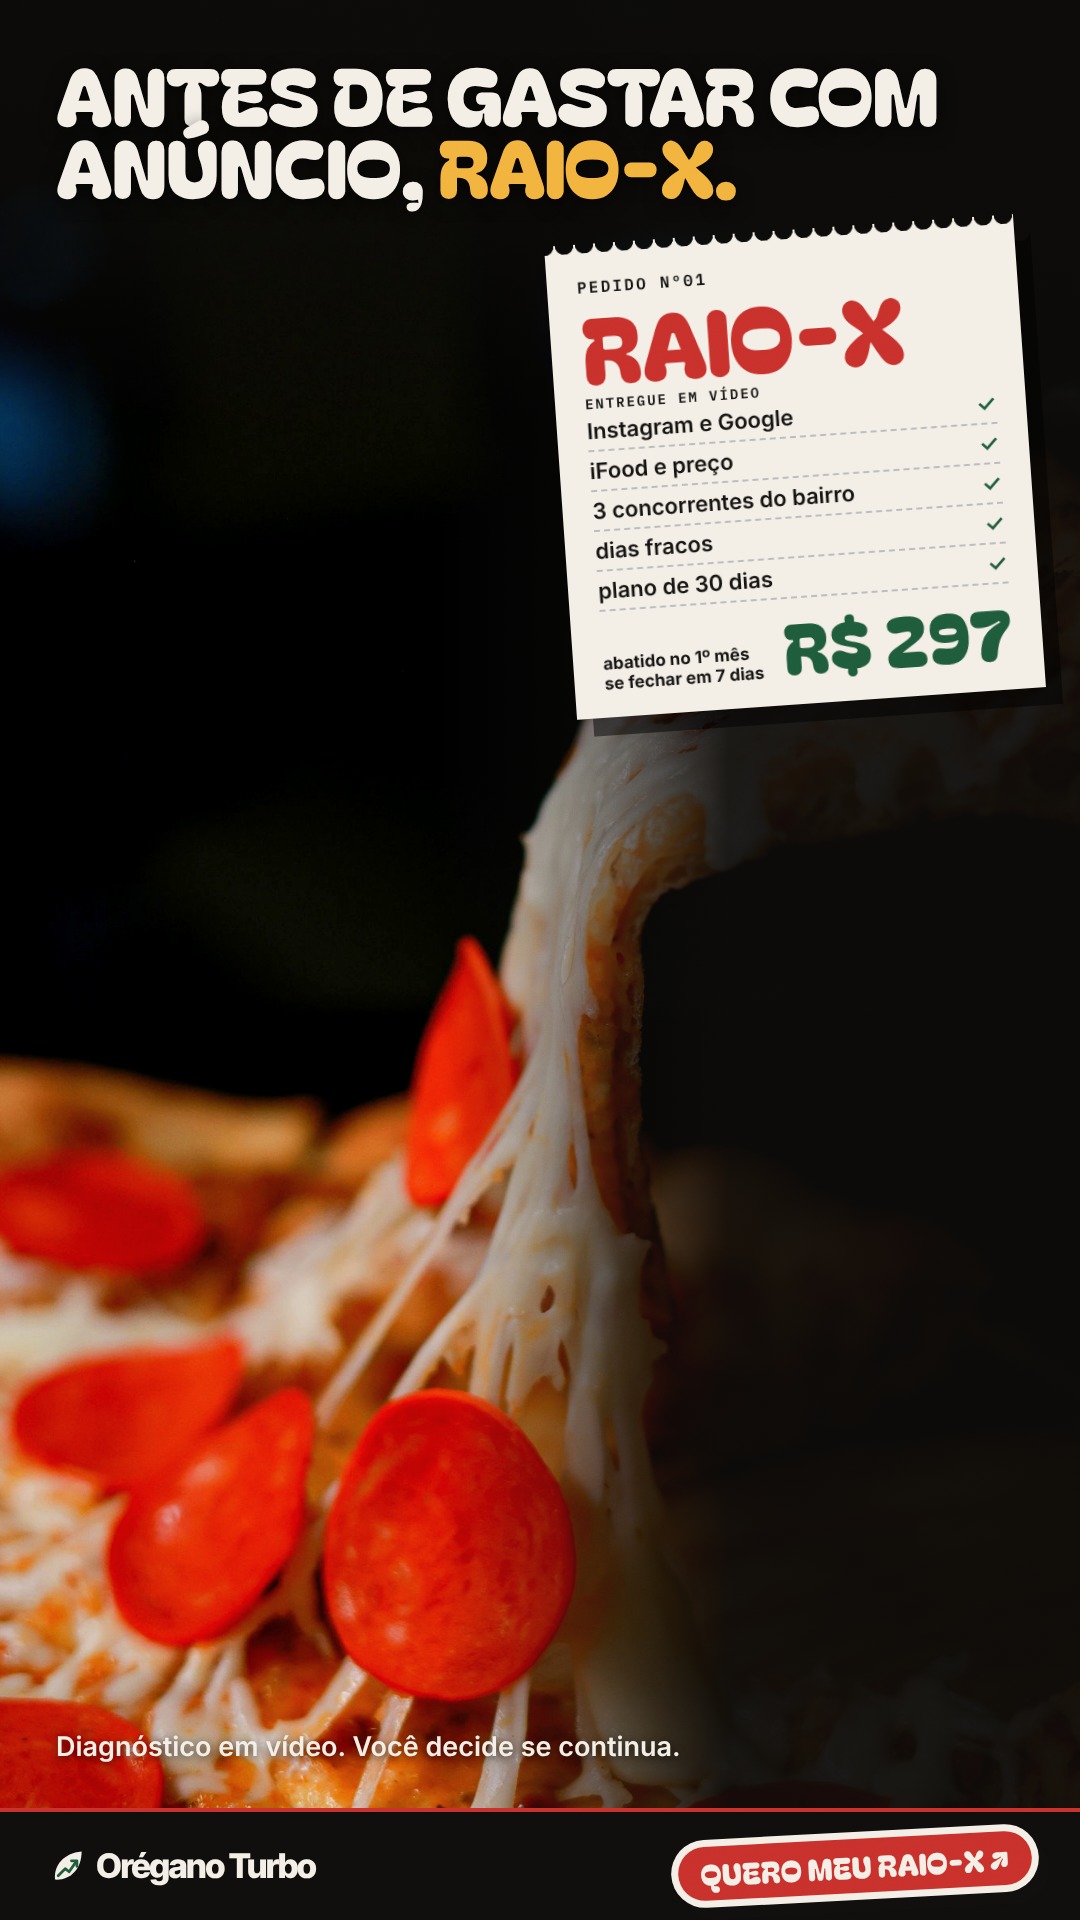 ANTES DE GASTAR COM
ANÚNCIO, RAIO-X.
PEDIDO Nº01
RAIO-X
ENTREGUE EM VÍDEO
Instagram e Google
iFood e preço
3 concorrentes do bairro
dias fracos
plano de 30 dias
abatido no 1º mês
se fechar em 7 dias
R$ 297
Diagnóstico em vídeo. Você decide se continua.
Orégano Turbo
QUERO MEU RAIO-X